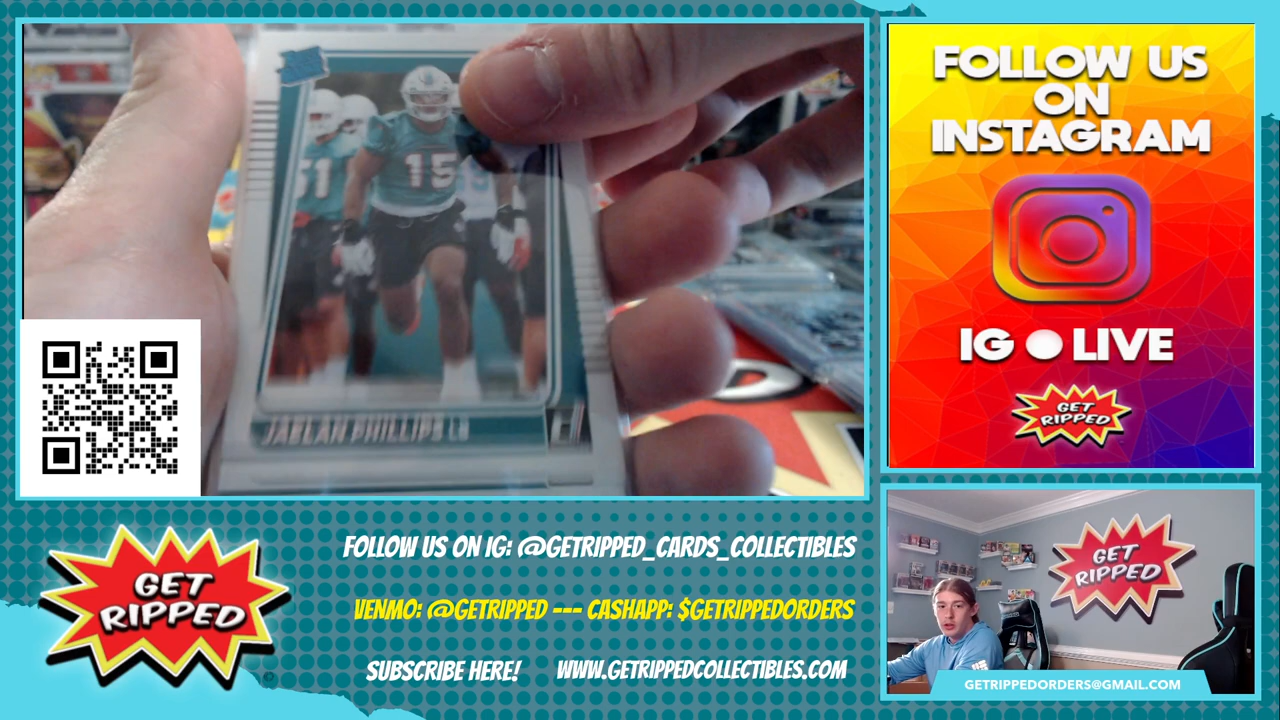 15
51
JAELAN PHILLIPS LB
FOLLOW US
ON
INSTAGRAM
IG LIVE
GET
RIPPED
GET
RIPPED
FOLLOW US ON IG: @GETRIPPED_CARDS_COLLECTIBLES
VENMO: @GETRIPPED --- CASHAPP: $GETRIPPEDORDERS
SUBSCRIBE HERE!
WWW.GETRIPPEDCOLLECTIBLES.COM
GET
RIPPED
GETRIPPEDORDERS@GMAIL.COM